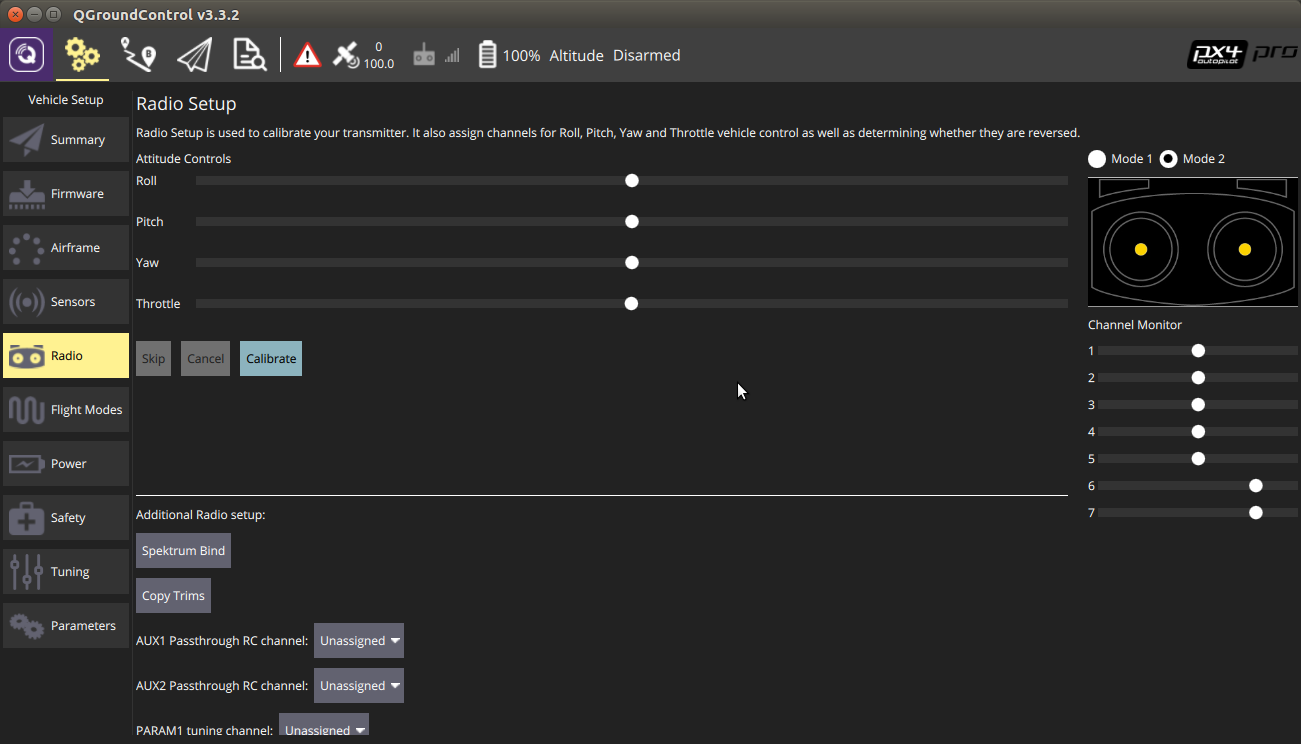 QGroundControl v3.3.2
0
100.0
100% Altitude Disarmed
px4 autopilot pro
Vehicle Setup
Summary
Firmware
Airframe
Sensors
Radio
Flight Modes
Power
Safety
Tuning
Parameters
Radio Setup
Radio Setup is used to calibrate your transmitter. It also assign channels for Roll, Pitch, Yaw and Throttle vehicle control as well as determining whether they are reversed.
Attitude Controls
Roll
Pitch
Yaw
Throttle
Skip Cancel Calibrate
Additional Radio setup:
Spektrum Bind
Copy Trims
AUX1 Passthrough RC channel: Unassigned
AUX2 Passthrough RC channel: Unassigned
PARAM1 tuning channel: Unassigned
Mode 1 Mode 2
Channel Monitor
1
2
3
4
5
6
7